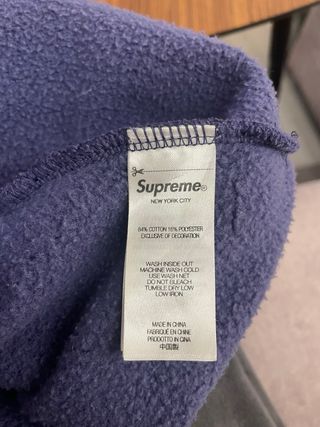 Supreme®
NEW YORK CITY
84% COTTON 16% POLYESTER
EXCLUSIVE OF DECORATION
WASH INSIDE OUT
MACHINE WASH COLD
USE WASH NET
DO NOT BLEACH
TUMBLE DRY LOW
LOW IRON
MADE IN CHINA
FABRIQUÉ EN CHINE
PRODOTTO IN CINA
中国製